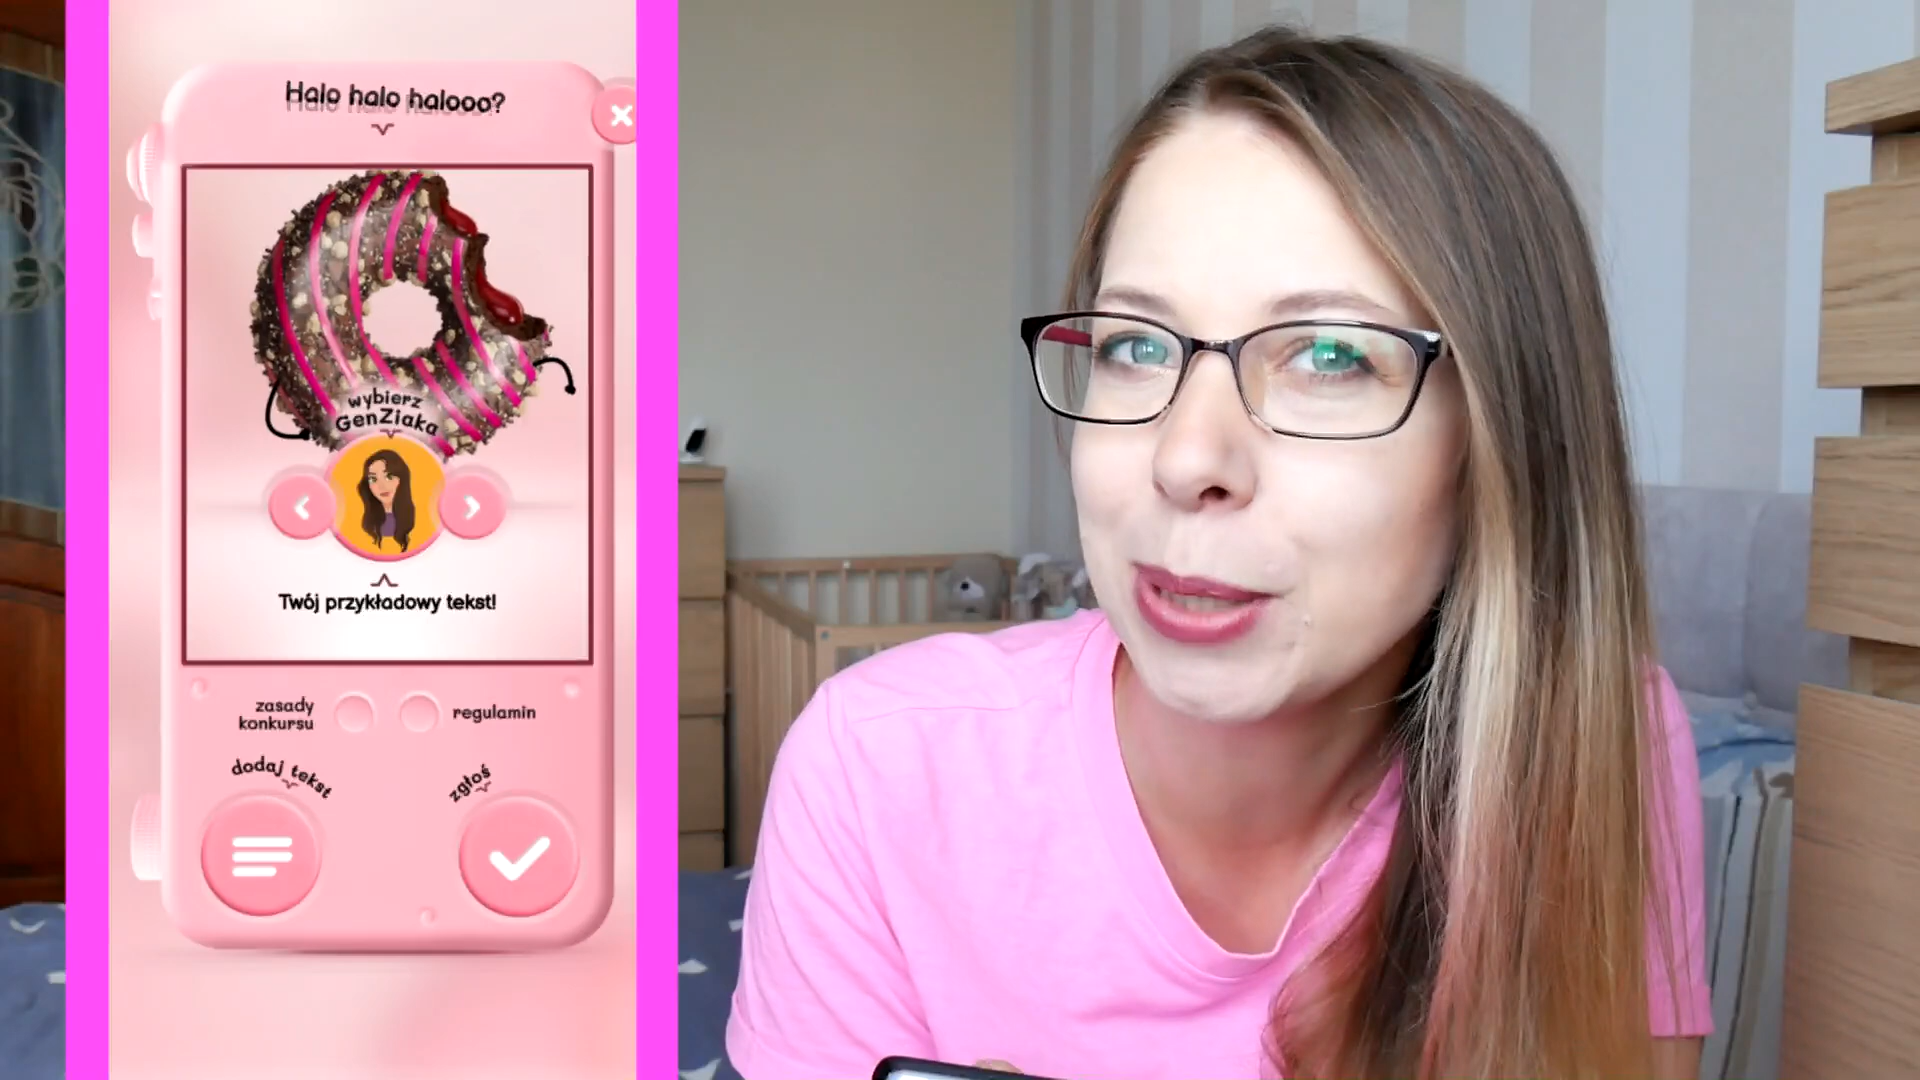 Halo halo halooo?
wybierz
GenZiaka
Twój przykładowy tekst!
zasady
konkursu
regulamin
dodaj tekst
zgłoś